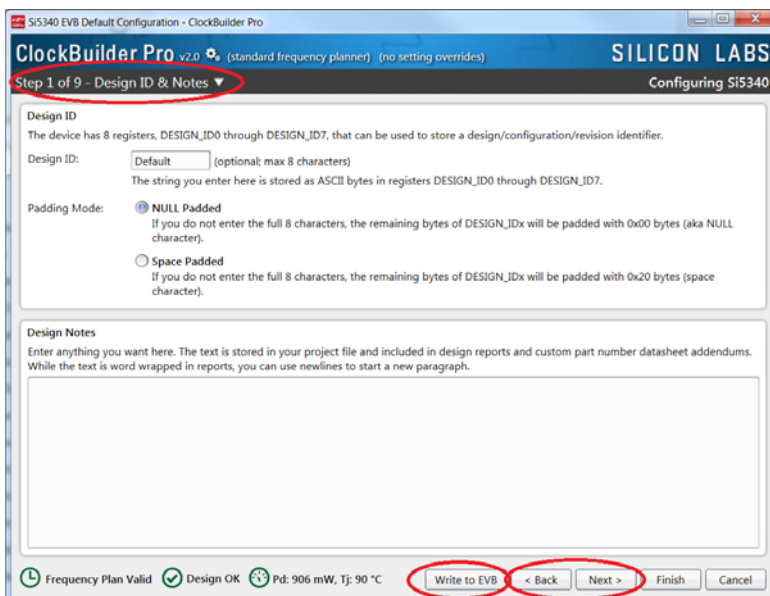 Si5340 EVB Default Configuration - ClockBuilder Pro
ClockBuilder Pro v2.0 (standard frequency planner) (no setting overrides) SILICON LABS
Step 1 of 9 - Design ID & Notes ▼ Configuring Si5340
Design ID
The device has 8 registers, DESIGN_ID0 through DESIGN_ID7, that can be used to store a design/configuration/revision identifier.
Design ID: Default (optional; max 8 characters)
The string you enter here is stored as ASCII bytes in registers DESIGN_ID0 through DESIGN_ID7.
Padding Mode: NULL Padded
If you do not enter the full 8 characters, the remaining bytes of DESIGN_IDx will be padded with 0x00 bytes (aka NULL
character).
Space Padded
If you do not enter the full 8 characters, the remaining bytes of DESIGN_IDx will be padded with 0x20 bytes (space
character).
Design Notes
Enter anything you want here. The text is stored in your project file and included in design reports and custom part number datasheet addendums.
While the text is word wrapped in reports, you can use newlines to start a new paragraph.
Frequency Plan Valid Design OK Pd: 906 mW, Tj: 90 °C Write to EVB < Back Next > Finish Cancel